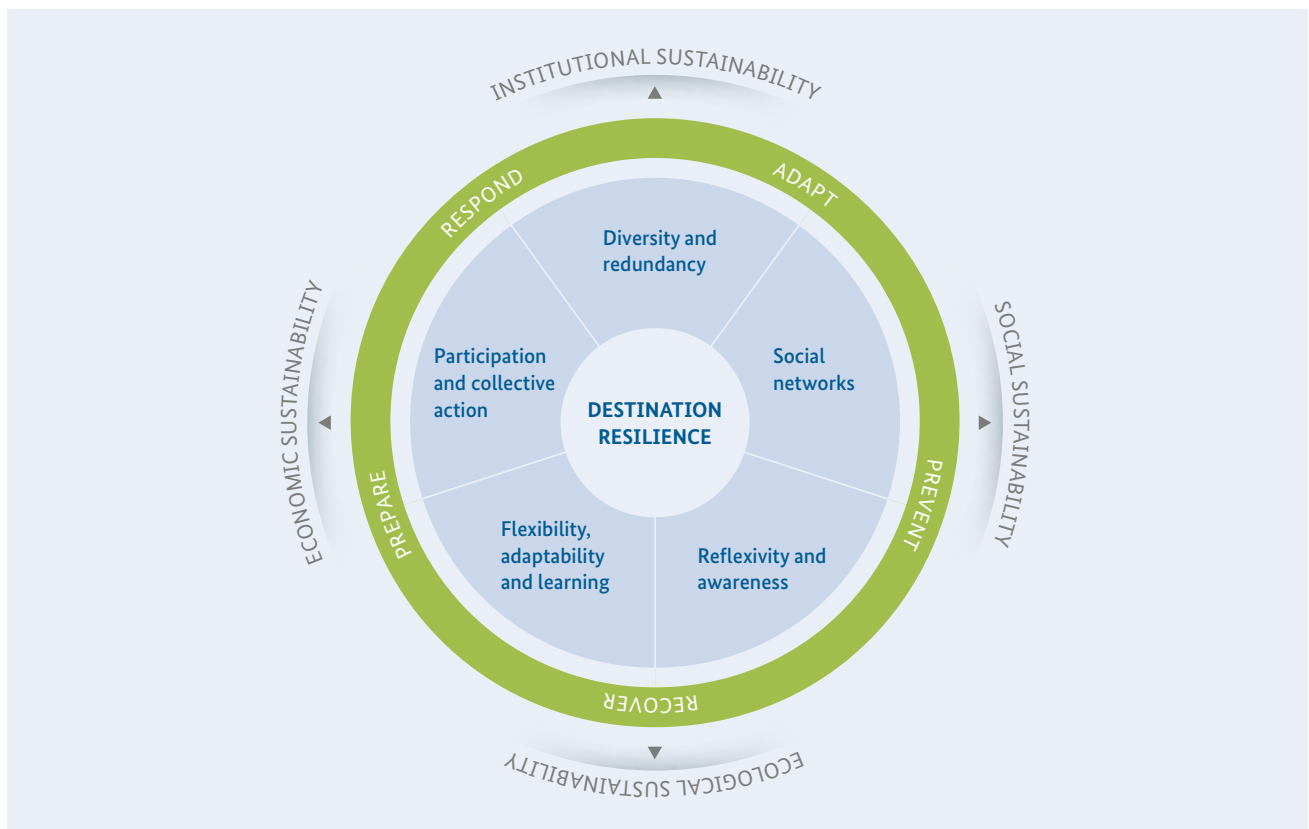 INSTITUTIONAL SUSTAINABILITY
RESPOND
ADAPT
Diversity and
redundancy
ECONOMIC SUSTAINABILITY
SOCIAL SUSTAINABILITY
Participation
and collective
action
Social
networks
DESTINATION
RESILIENCE
PREPARE
PREVENT
Flexibility,
adaptability
and learning
Reflexivity and
awareness
RECOVER
ECOLOGICAL SUSTAINABILITY